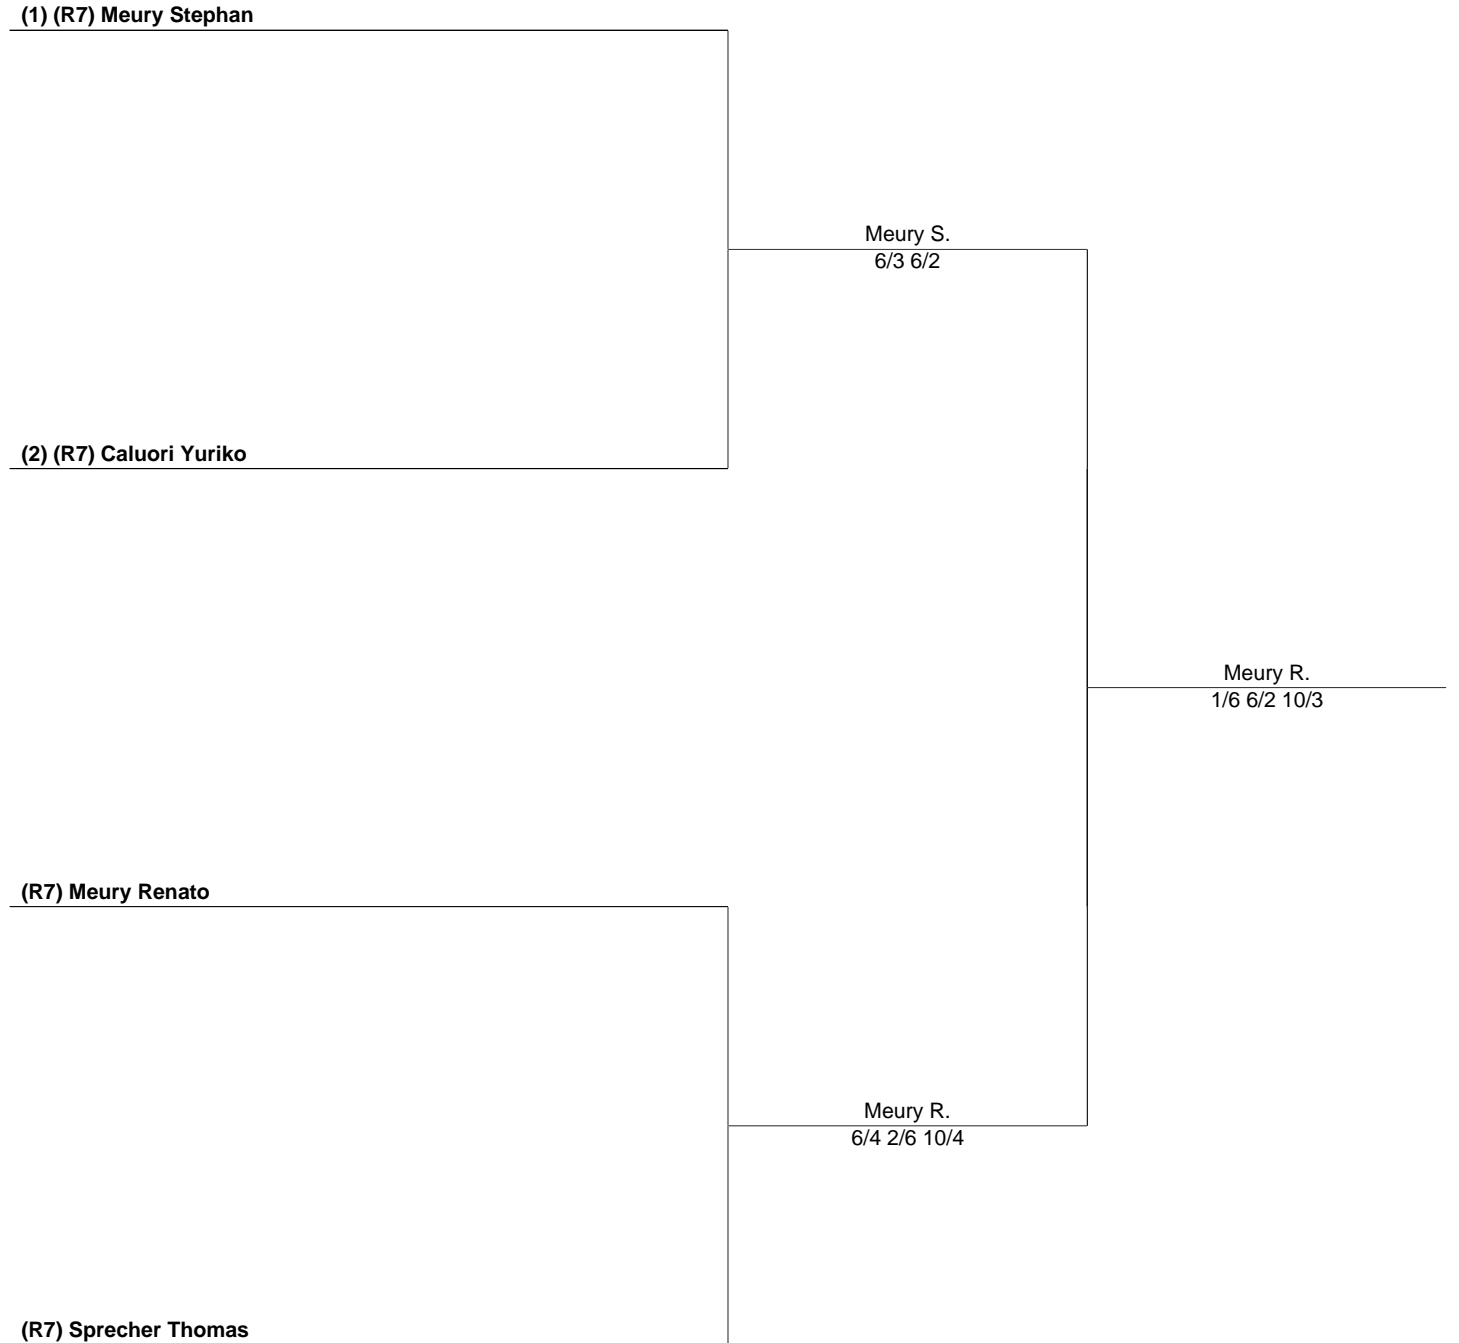 (1) (R7) Meury Stephan
Meury S.
6/3 6/2
(2) (R7) Caluori Yuriko
Meury R.
1/6 6/2 10/3
(R7) Meury Renato
Meury R.
6/4 2/6 10/4
(R7) Sprecher Thomas